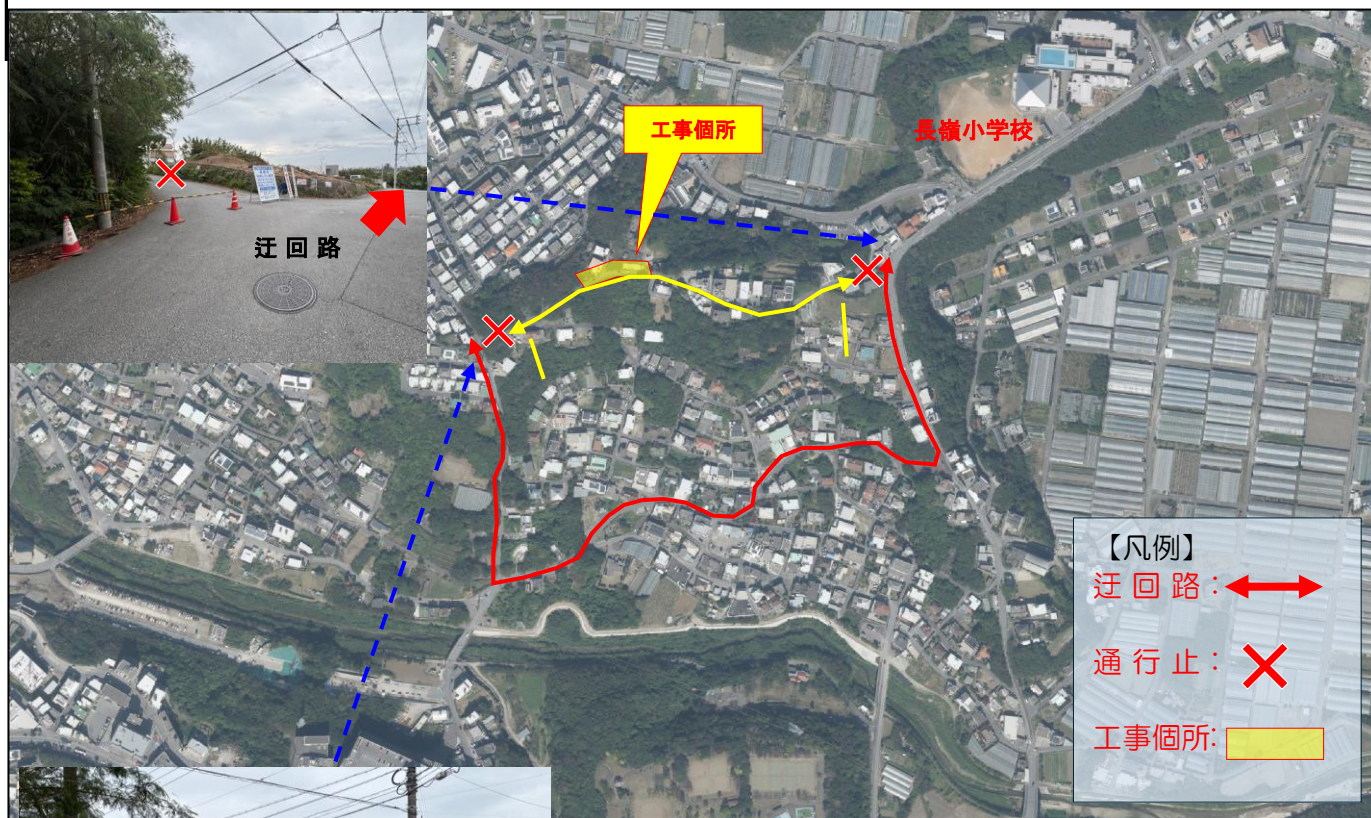 工事個所
長嶺小学校
迂回路
【凡例】
迂回路：
通行止：
工事個所: